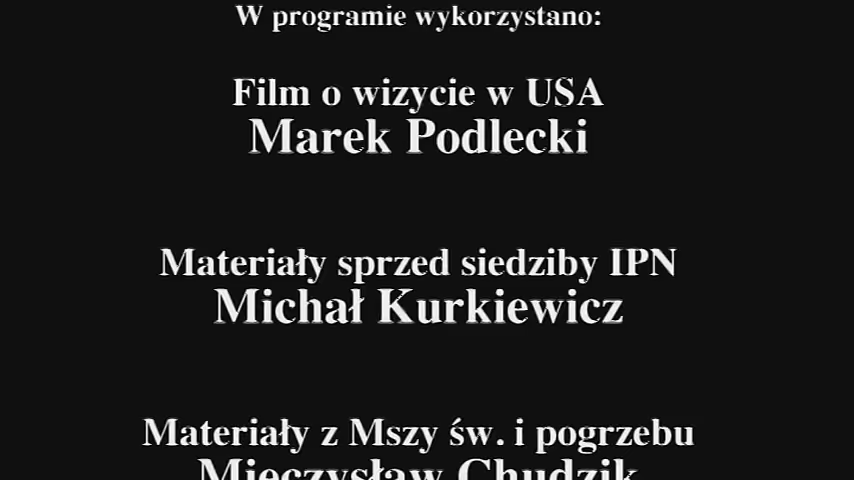 W programie wykorzystano:
Film o wizycie w USA
Marek Podlecki
Materiały sprzed siedziby IPN
Michał Kurkiewicz
Materiały z Mszy św. i pogrzebu
Mieczysław Chudzik